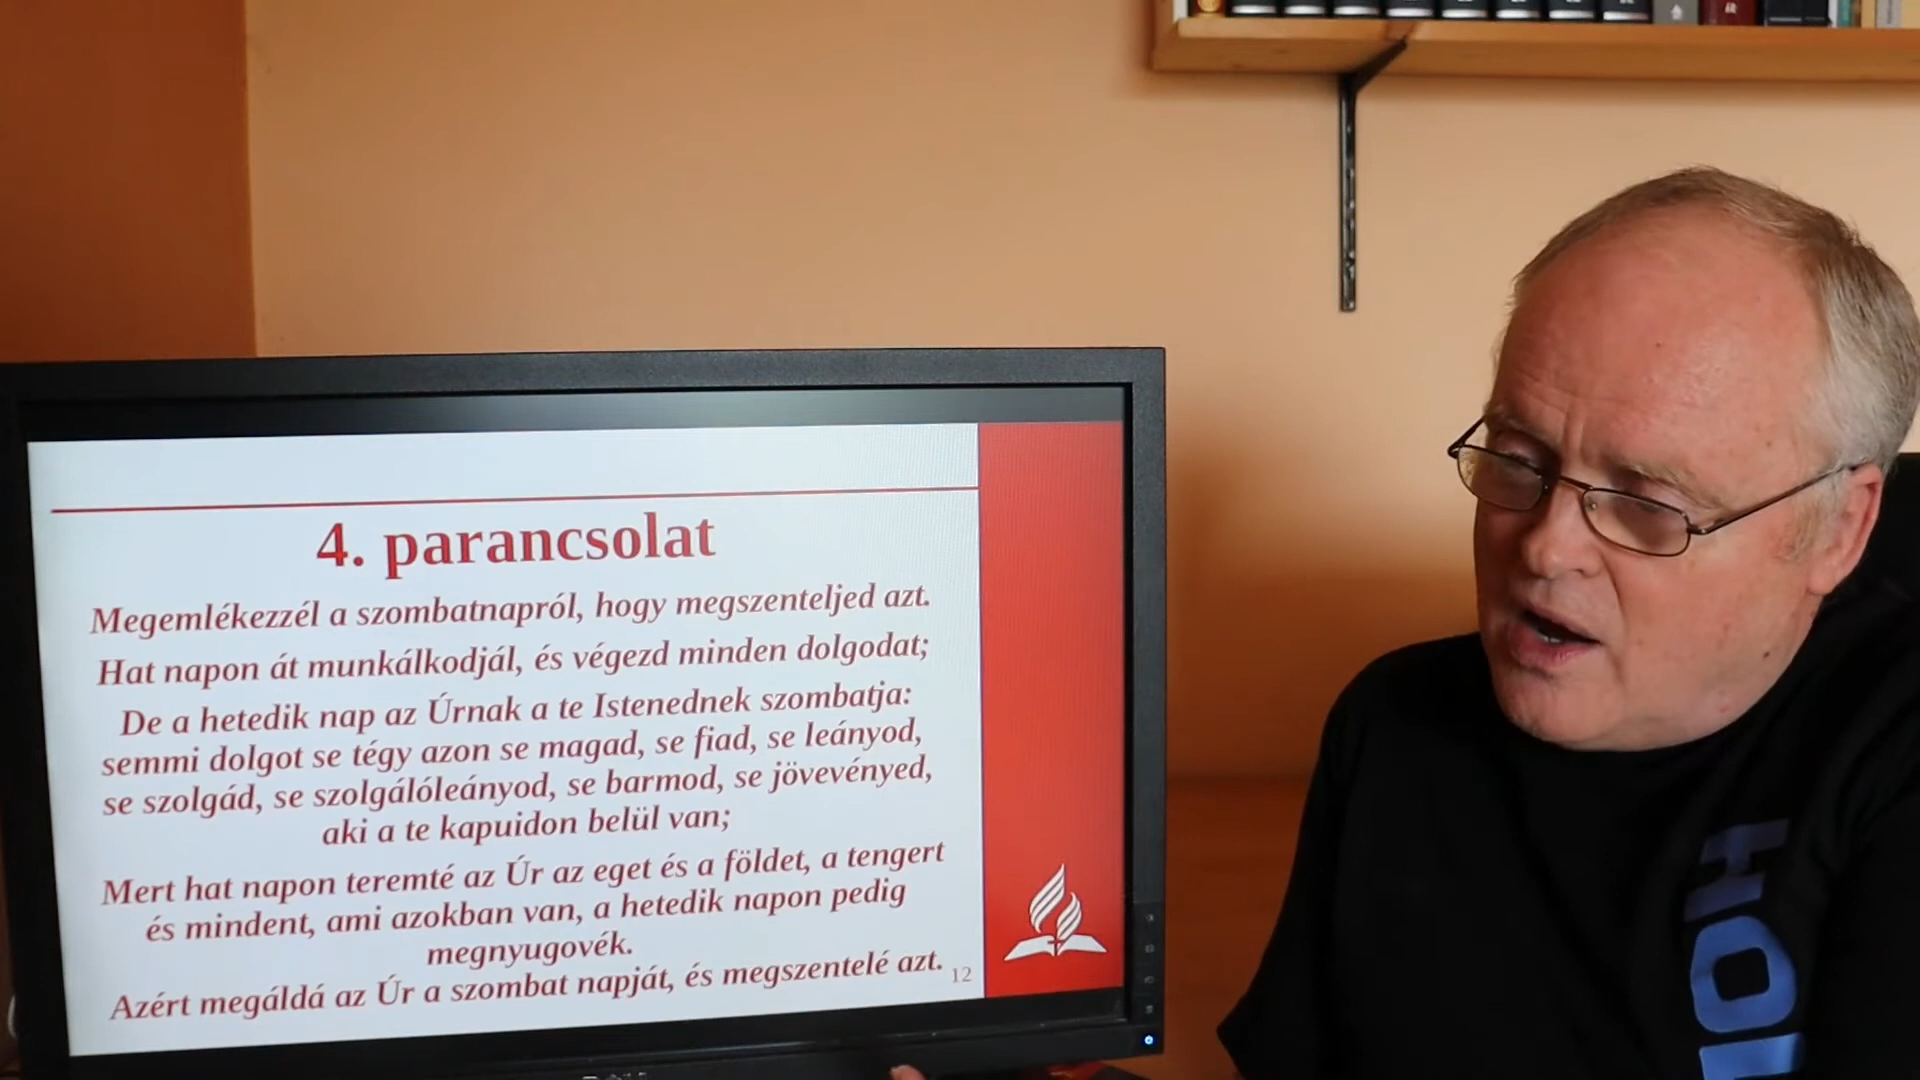 4. parancsolat
Megemlékezzél a szombatnapról, hogy megszenteljed azt.
Hat napon át munkálkodjál, és végezd minden dolgodat;
De a hetedik nap az Úrnak a te Istenednek szombatja:
semmi dolgot se tégy azon se magad, se fiad, se leányod,
se szolgád, se szolgálóleányod, se barmod, se jövevényed,
aki a te kapuidon belül van;
Mert hat napon teremté az Úr az eget és a földet, a tengert
és mindent, ami azokban van, a hetedik napon pedig
megnyugovék.
Azért megáldá az Úr a szombat napját, és megszentelé azt.
12